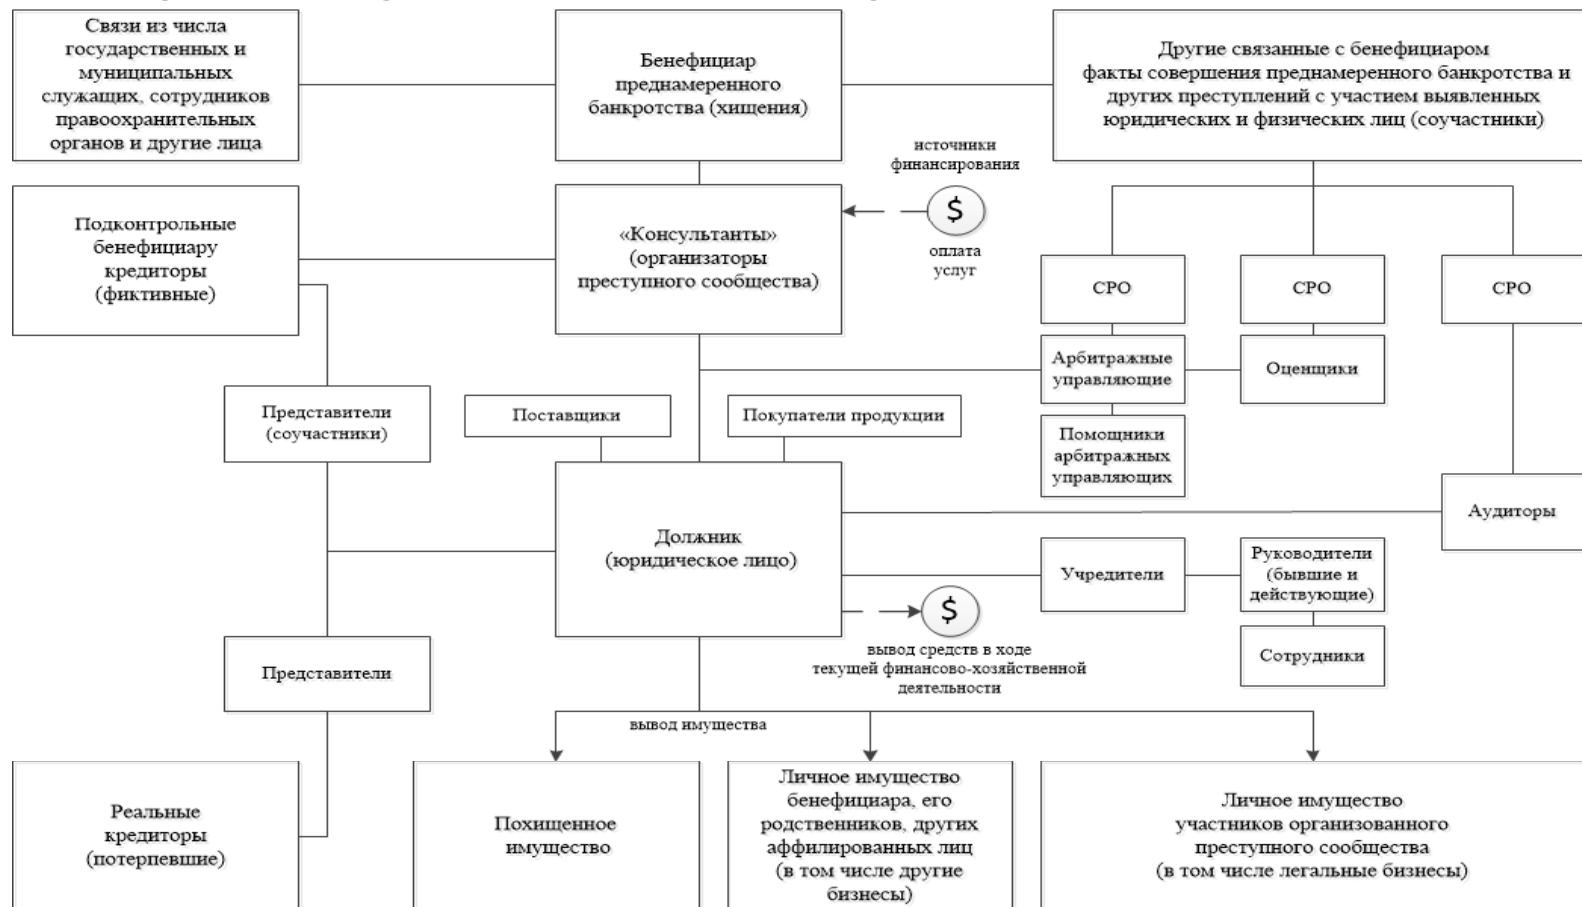 Связи из числа
государственных и
муниципальных
служащих, сотрудников
правоохранительных
органов и другие лица
Бенефициар
преднамеренного
банкротства (хищения)
Другие связанные с бенефициаром
факты совершения преднамеренного банкротства и
других преступлений с участием выявленных
юридических и физических лиц (соучастники)
источники
финансирования
$
оплата
услуг
Подконтрольные
бенефициару
кредиторы
(фиктивные)
«Консультанты»
(организаторы
преступного сообщества)
СРО
СРО
СРО
Арбитражные
управляющие
Оценщики
Представители
(соучастники)
Поставщики
Покупатели продукции
Помощники
арбитражных
управляющих
Аудиторы
Должник
(юридическое лицо)
Учредители
Руководители
(бывшие и
действующие)
$
вывод средств в ходе
текущей финансово-хозяйственной
деятельности
Сотрудники
Представители
вывод имущества
Реальные
кредиторы
(потерпевшие)
Похищенное
имущество
Личное имущество
бенефициара, его
родственников, других
аффилированных лиц
(в том числе другие
бизнесы)
Личное имущество
участников организованного
преступного сообщества
(в том числе легальные бизнесы)